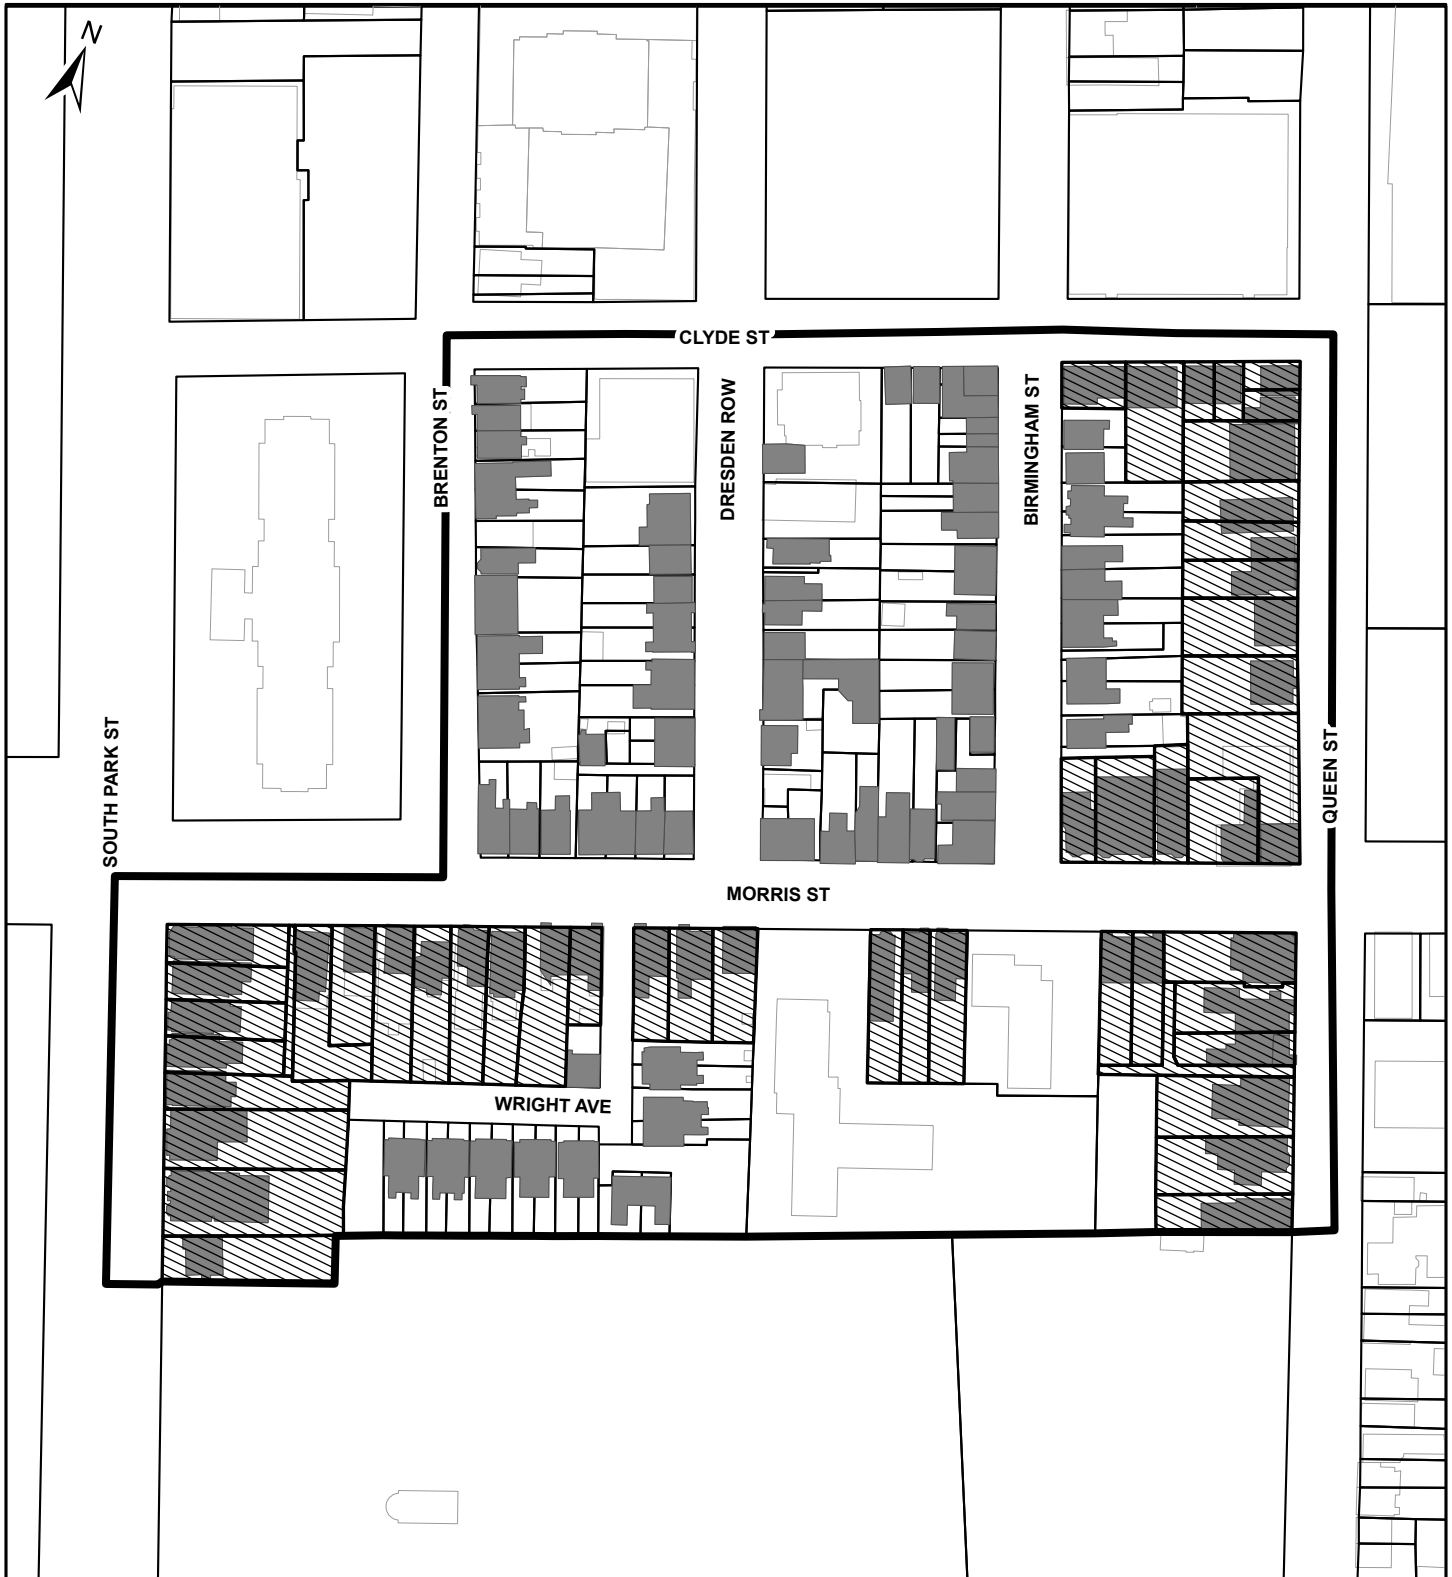 N
CLYDE ST
BRENTON ST
DRESDEN ROW
BIRMINGHAM ST
SOUTH PARK ST
QUEEN ST
MORRIS ST
WRIGHT AVE